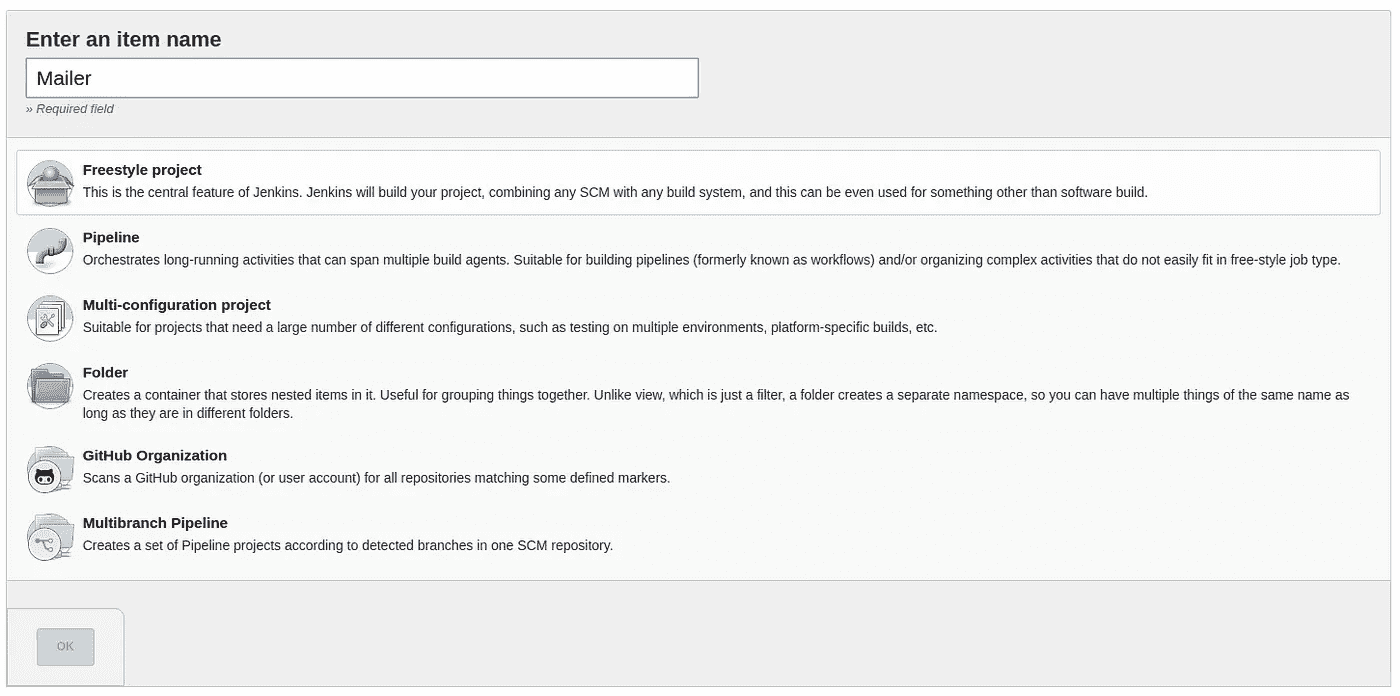 Enter an item name
Mailer
» Required field
Freestyle project
This is the central feature of Jenkins. Jenkins will build your project, combining any SCM with any build system, and this can be even used for something other than software build.
Pipeline
Orchestrates long-running activities that can span multiple build agents. Suitable for building pipelines (formerly known as workflows) and/or organizing complex activities that do not easily fit in free-style job type.
Multi-configuration project
Suitable for projects that need a large number of different configurations, such as testing on multiple environments, platform-specific builds, etc.
Folder
Creates a container that stores nested items in it. Useful for grouping things together. Unlike view, which is just a filter, a folder creates a separate namespace, so you can have multiple things of the same name as
long as they are in different folders.
GitHub Organization
Scans a GitHub organization (or user account) for all repositories matching some defined markers.
Multibranch Pipeline
Creates a set of Pipeline projects according to detected branches in one SCM repository.
OK